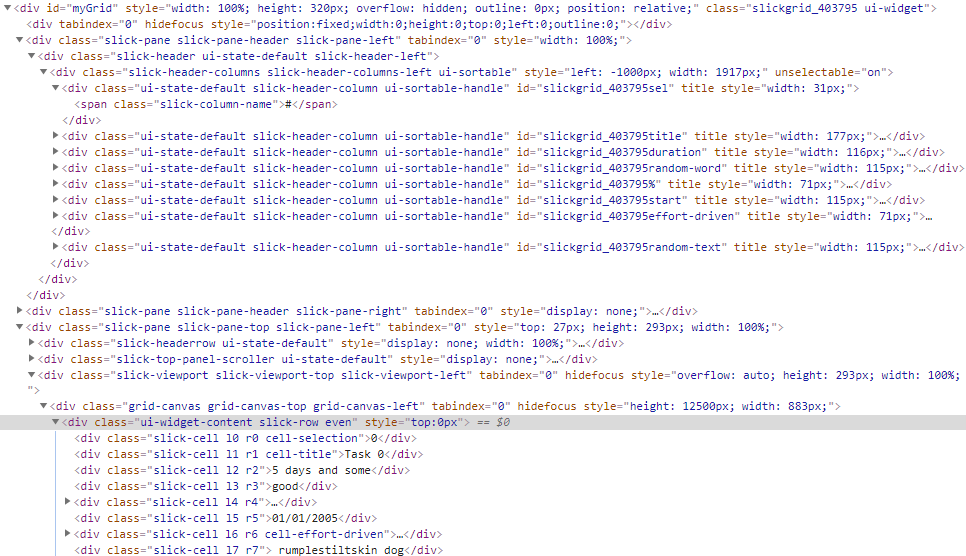 ▼<div id="myGrid" style="width: 100%; height: 320px; overflow: hidden; outline: 0px; position: relative;" class="slickgrid_403795 ui-widget">
<div tabindex="0" hidefocus style="position:fixed;width:0;height:0;top:0;left:0;outline:0;"></div>
▼<div class="slick-pane slick-pane-header slick-pane-left" tabindex="0" style="width: 100%;">
▼<div class="slick-header ui-state-default slick-header-left">
▼<div class="slick-header-columns slick-header-columns-left ui-sortable" style="left: -1000px; width: 1917px;" unselectable="on">
▼<div class="ui-state-default slick-header-column ui-sortable-handle" id="slickgrid_403795sel" title style="width: 31px;">
<span class="slick-column-name">#</span>
</div>
▶<div class="ui-state-default slick-header-column ui-sortable-handle" id="slickgrid_403795title" title style="width: 177px;">…</div>
▶<div class="ui-state-default slick-header-column ui-sortable-handle" id="slickgrid_403795duration" title style="width: 116px;">…</div>
▶<div class="ui-state-default slick-header-column ui-sortable-handle" id="slickgrid_403795random-word" title style="width: 115px;">…</div>
▶<div class="ui-state-default slick-header-column ui-sortable-handle" id="slickgrid_403795%" title style="width: 71px;">…</div>
▶<div class="ui-state-default slick-header-column ui-sortable-handle" id="slickgrid_403795start" title style="width: 115px;">…</div>
▶<div class="ui-state-default slick-header-column ui-sortable-handle" id="slickgrid_403795effort-driven" title style="width: 71px;">…
</div>
▶<div class="ui-state-default slick-header-column ui-sortable-handle" id="slickgrid_403795random-text" title style="width: 115px;">…</div>
</div>
</div>
</div>
▶<div class="slick-pane slick-pane-header slick-pane-right" tabindex="0" style="display: none;">…</div>
▼<div class="slick-pane slick-pane-top slick-pane-left" tabindex="0" style="top: 27px; height: 293px; width: 100%;">
▶<div class="slick-headerrow ui-state-default" style="display: none; width: 100%;">…</div>
▶<div class="slick-top-panel-scroller ui-state-default" style="display: none;">…</div>
▼<div class="slick-viewport slick-viewport-top slick-viewport-left" tabindex="0" hidefocus style="overflow: auto; height: 293px; width: 100%;
">
▼<div class="grid-canvas grid-canvas-top grid-canvas-left" tabindex="0" hidefocus style="height: 12500px; width: 883px;">
▼<div class="ui-widget-content slick-row even" style="top:0px"> == $0
<div class="slick-cell l0 r0 cell-selection">0</div>
<div class="slick-cell l1 r1 cell-title">Task 0</div>
<div class="slick-cell l2 r2">5 days and some</div>
<div class="slick-cell l3 r3">good</div>
▶<div class="slick-cell l4 r4">…</div>
<div class="slick-cell l5 r5">01/01/2005</div>
▶<div class="slick-cell l6 r6 cell-effort-driven">…</div>
<div class="slick-cell l7 r7"> rumplestiltskin dog</div>